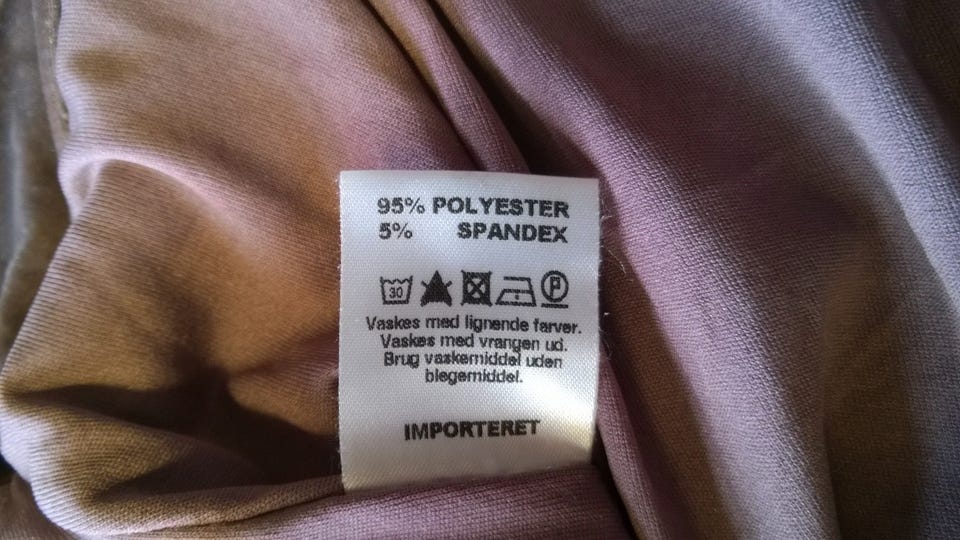 95% POLYESTER
5% SPANDEX
30 P
Vaskes med lignende farver.
Vaskes med vrangen ud.
Brug vaskemiddel uden
blegemiddel.
IMPORTERET